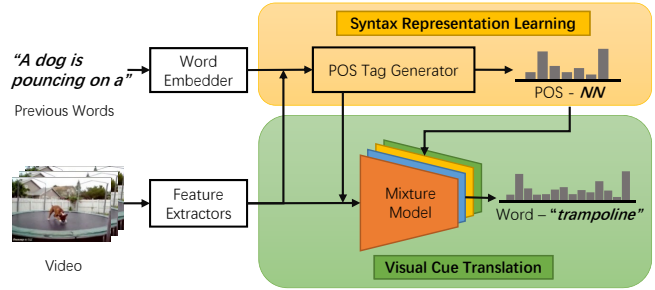 Syntax Representation Learning
“A dog is
pouncing on a”
Previous Words
Word
Embedder
POS Tag Generator
POS - NN
Feature
Extractors
Mixture
Model
Word – “trampoline”
Video
Visual Cue Translation